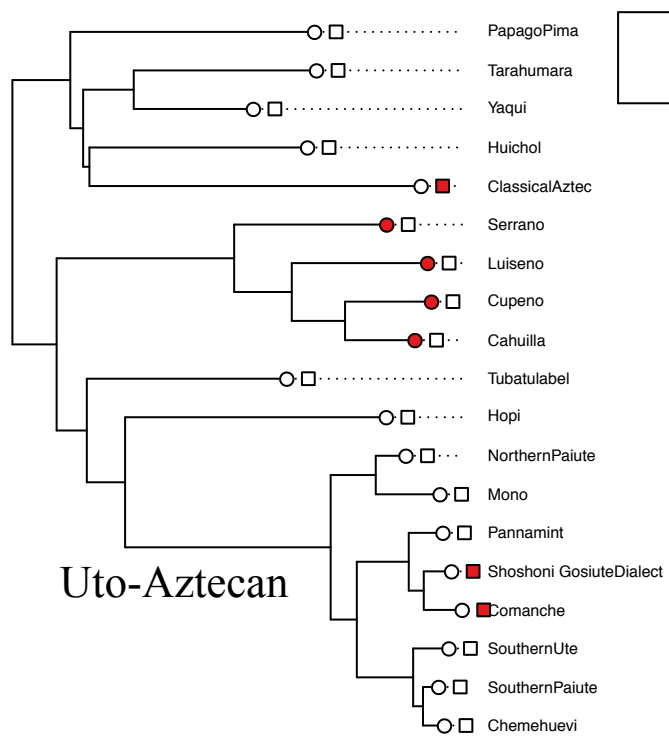 PapagoPima
Tarahumara
Yaqui
Huichol
ClassicalAztec
Serrano
Luiseno
Cupeno
Cahuilla
Tubatulabel
Hopi
NorthernPaiute
Mono
Pannamint
Uto-Aztecan
Shoshoni GosiuteDialect
Comanche
SouthernUte
SouthernPaiute
Chemehuevi